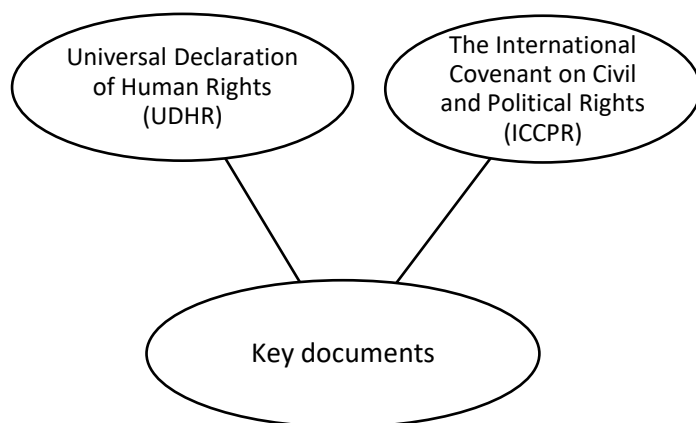 Universal Declaration
of Human Rights
(UDHR)
The International
Covenant on Civil
and Political Rights
(ICCPR)
Key documents